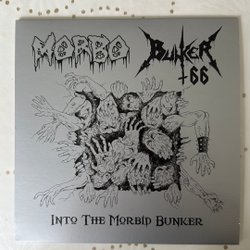 MORBO
BUNKER
66
INTO THE MORBID BUNKER